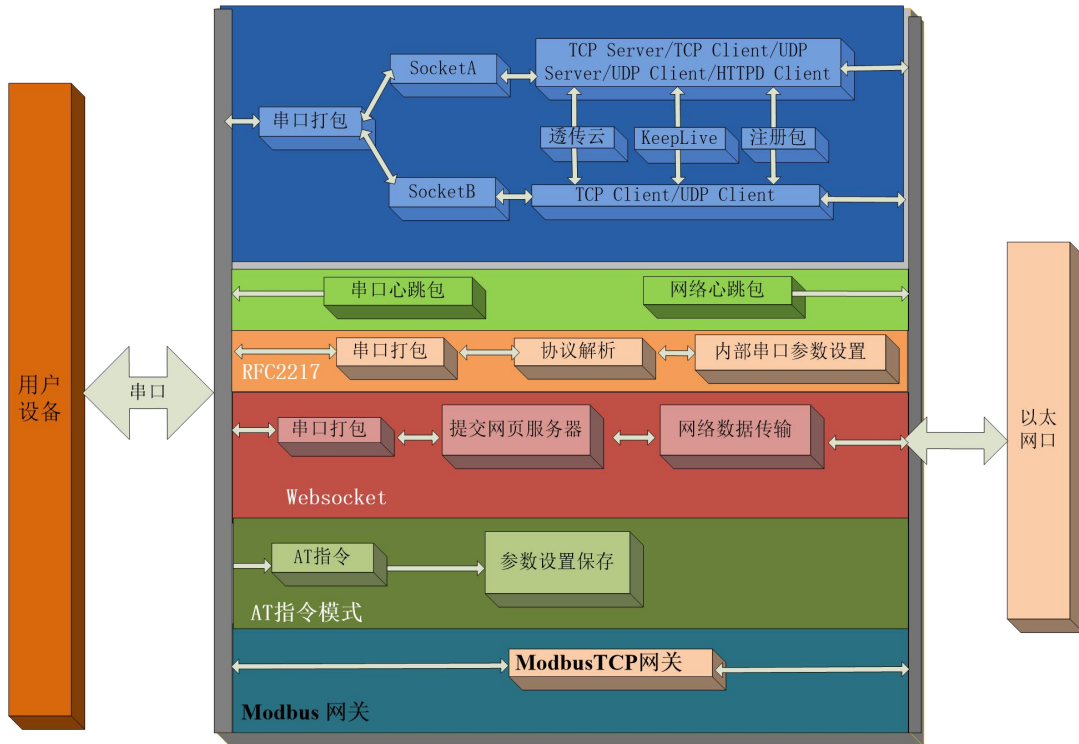 用户
设备
串口
TCP Server/TCP Client/UDP
Server/UDP Client/HTTPD Client
SocketA
串口打包
透传云
KeepLive
注册包
SocketB
TCP Client/UDP Client
串口心跳包
网络心跳包
串口打包
协议解析
内部串口参数设置
RFC2217
串口打包
提交网页服务器
网络数据传输
Websocket
AT指令
参数设置保存
AT指令模式
ModbusTCP网关
Modbus 网关
以太
网口